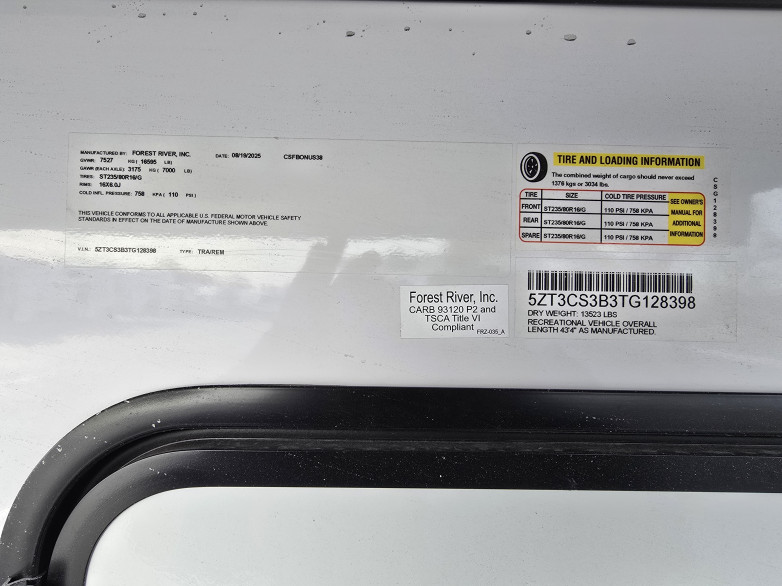 MANUFACTURED BY: FOREST RIVER, INC. DATE: 08/19/2025 CSFBONUS38
GVWR: 7527 KG ( 16595 LB)
GAWR (EACH AXLE): 3175 KG ( 7000 LB)
TIRES: ST235/80R16/G
RIMS: 16X6.0J
COLD INFL. PRESSURE: 758 KPA ( 110 PSI )
THIS VEHICLE CONFORMS TO ALL APPLICABLE U.S. FEDERAL MOTOR VEHICLE SAFETY
STANDARDS IN EFFECT ON THE DATE OF MANUFACTURE SHOWN ABOVE.
V.I.N.: 5ZT3CS3B3TG128398 TYPE: TRA/REM
TIRE AND LOADING INFORMATION
The combined weight of cargo should never exceed
1376 kgs or 3034 lbs.
TIRE SIZE COLD TIRE PRESSURE
FRONT ST235/80R16/G 110 PSI / 758 KPA
REAR ST235/80R16/G 110 PSI / 758 KPA
SPARE ST235/80R16/G 110 PSI / 758 KPA
SEE OWNER'S
MANUAL FOR
ADDITIONAL
INFORMATION
CSG128398
Forest River, Inc.
CARB 93120 P2 and
TSCA Title VI
Compliant
FRZ-035_A
5ZT3CS3B3TG128398
DRY WEIGHT: 13523 LBS
RECREATIONAL VEHICLE OVERALL
LENGTH 43'4" AS MANUFACTURED.